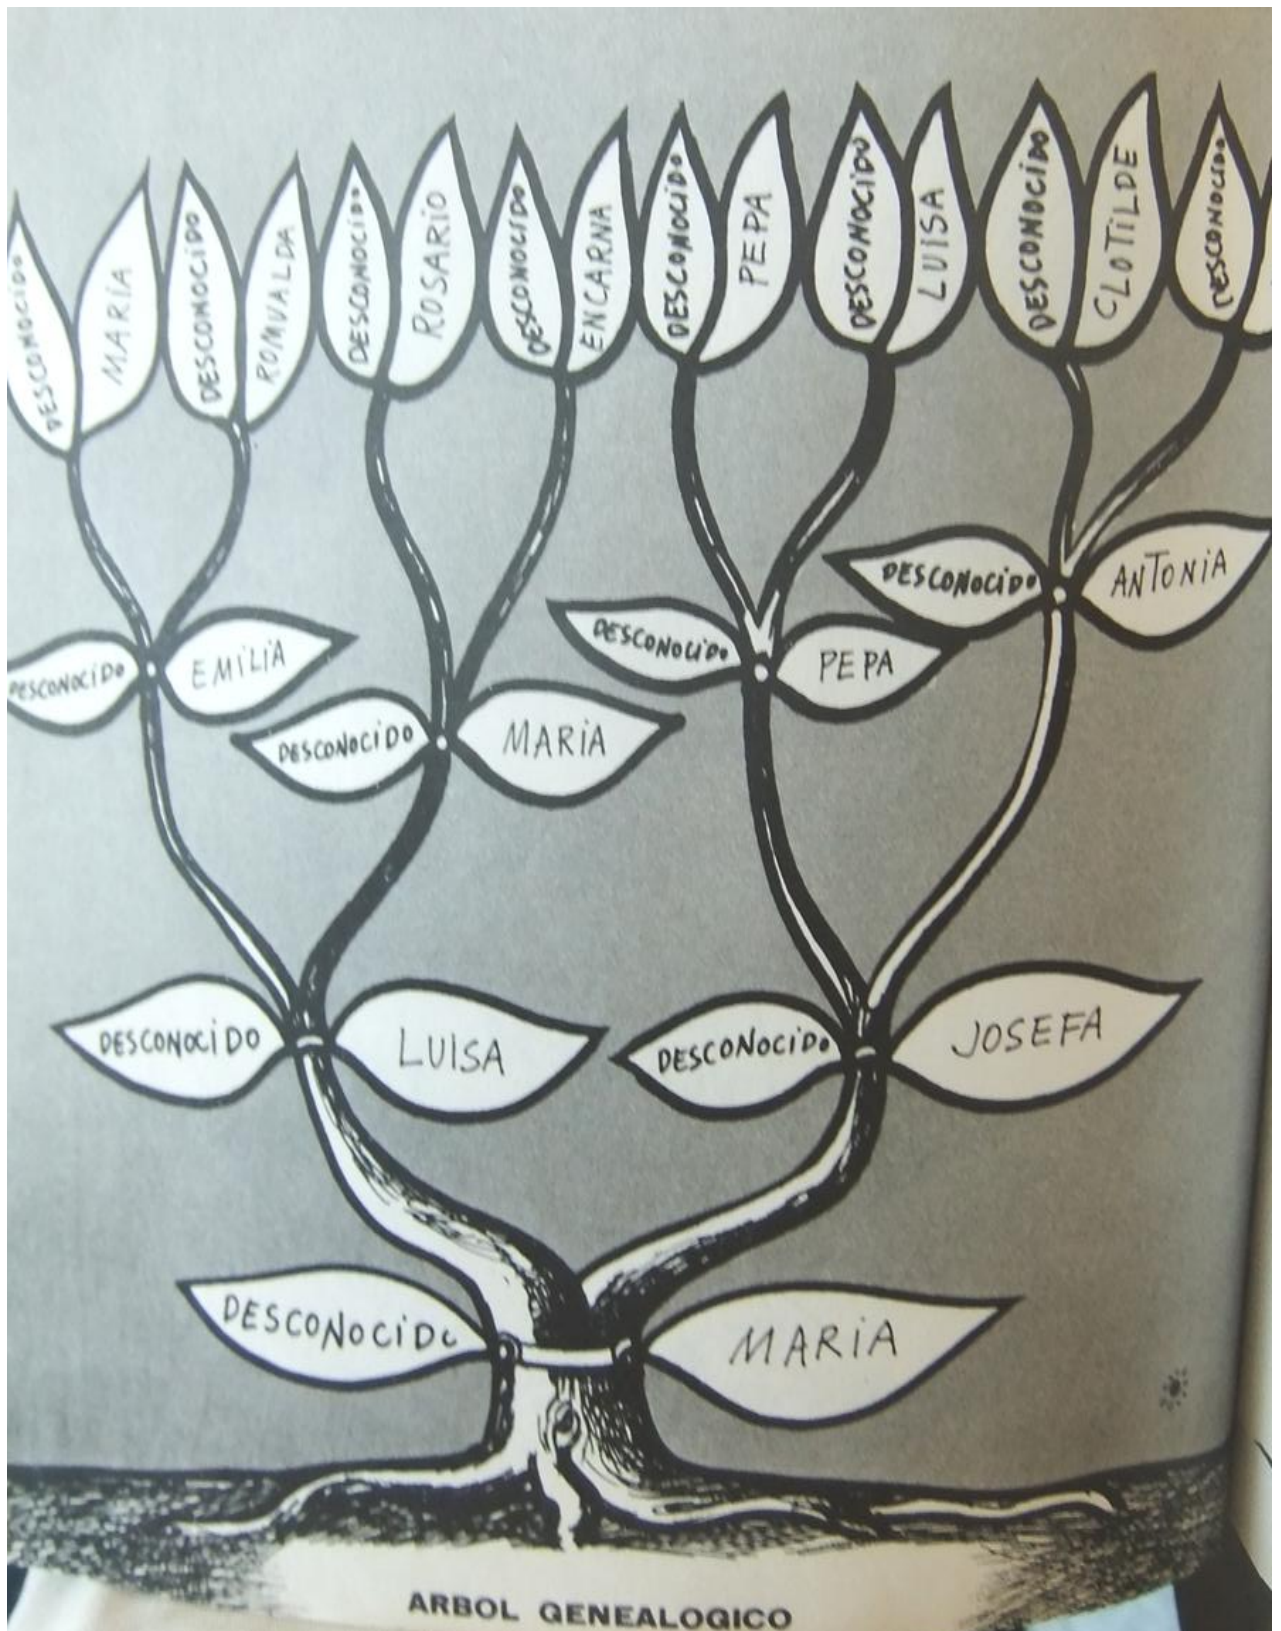 DESCONOCIDO
MARIA
DESCONOCIDO
ROMUALDA
DESCONOCIDO
ROSARIO
DESCONOCIDO
ENCARNA
DESCONOCIDO
PEPA
DESCONOCIDO
LUISA
DESCONOCIDO
CLOTILDE
DESCONOCIDO
DESCONOCIDO
EMILIA
DESCONOCIDO
MARIA
DESCONOCIDO
PEPA
DESCONOCIDO
ANTONIA
DESCONOCIDO
LUISA
DESCONOCIDO
JOSEFA
DESCONOCIDO
MARIA
ARBOL GENEALOGICO